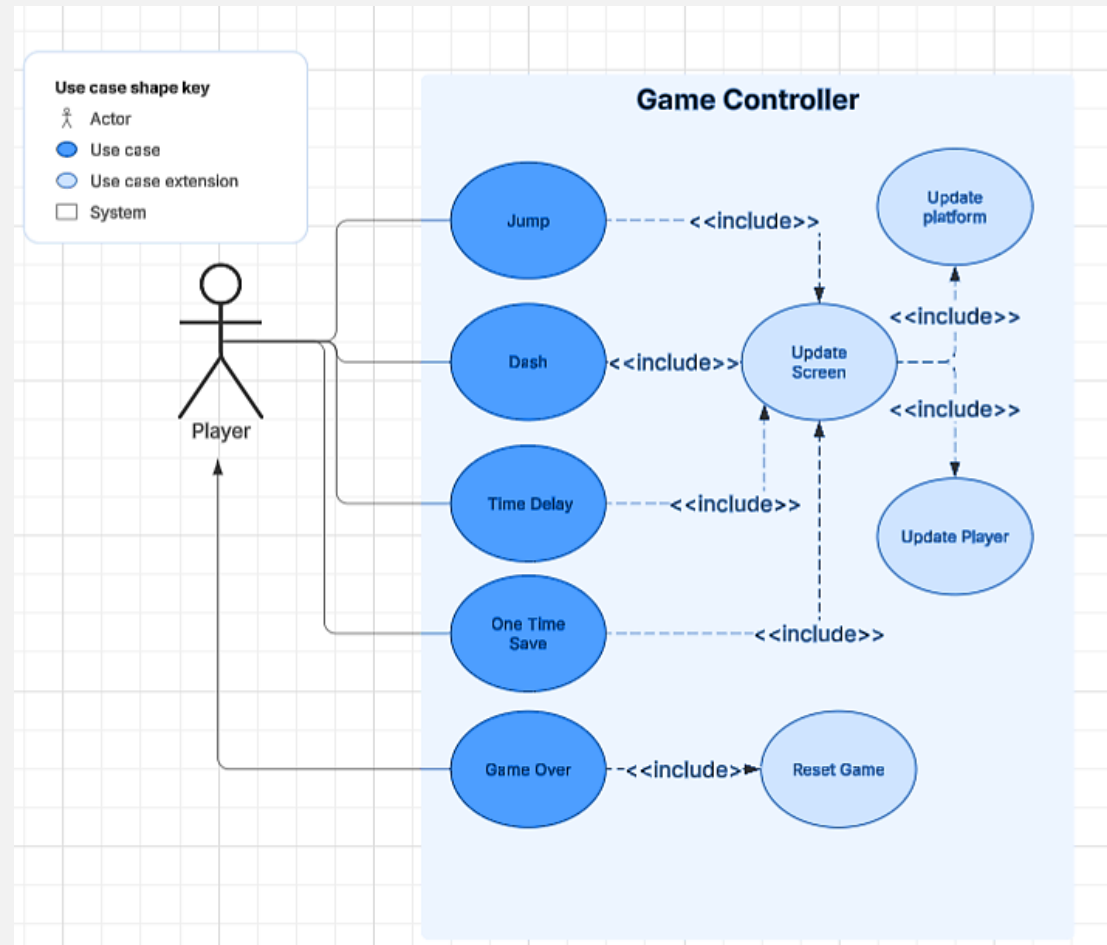 Use case shape key
Actor
Use case
Use case extension
System
Player
Game Controller
Jump
<<include>>
Update
platform
Dash
<<include>>
Update
Screen
<<include>>
<<include>>
Time Delay
<<include>>
Update Player
One Time
Save
<<include>>
Game Over
<<include>
Reset Game